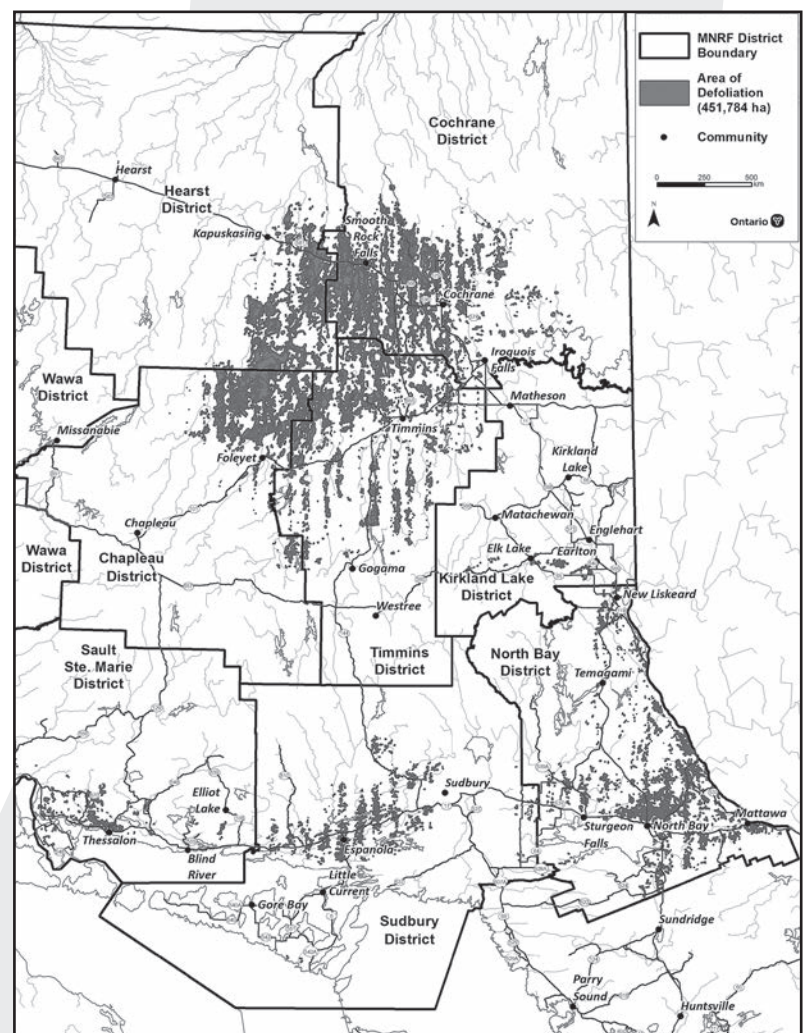 MNRF District
Boundary
Area of
Defoliation
(451,784 ha)
Community
0 250 500
km
N
Ontario
Cochrane
District
Hearst
Hearst
District
Kapuskasing
Smooth
Rock
Falls
Cochrane
Iroquois
Falls
Wawa
District
Matheson
Missanabie
Timmins
Foleyet
Kirkland
Lake
Matachewan
Chapleau
Englehart
Wawa
District
Chapleau
District
Elk Lake
Earlton
Gogama
Kirkland Lake
District
New Liskeard
Westree
Sault
Ste. Marie
District
Timmins
District
North Bay
District
Temagami
Elliot
Lake
Sudbury
Thessalon
Blind
River
Espanola
Sturgeon
Falls
North Bay
Mattawa
Little
Current
Gore Bay
Sudbury
District
Sundridge
Parry
Sound
Huntsville